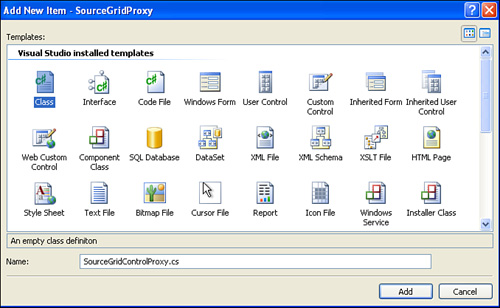 Add New Item - SourceGridProxy
Templates:
Visual Studio installed templates
Class Interface Code File Windows Form User Control Custom Control Inherited Form Inherited User Control
Web Custom Control Component Class SQL Database DataSet XML File XML Schema XSLT File HTML Page
Style Sheet Text File Bitmap File Cursor File Report Icon File Windows Service Installer Class
An empty class definiton
Name: SourceGridControlProxy.cs
Add Cancel